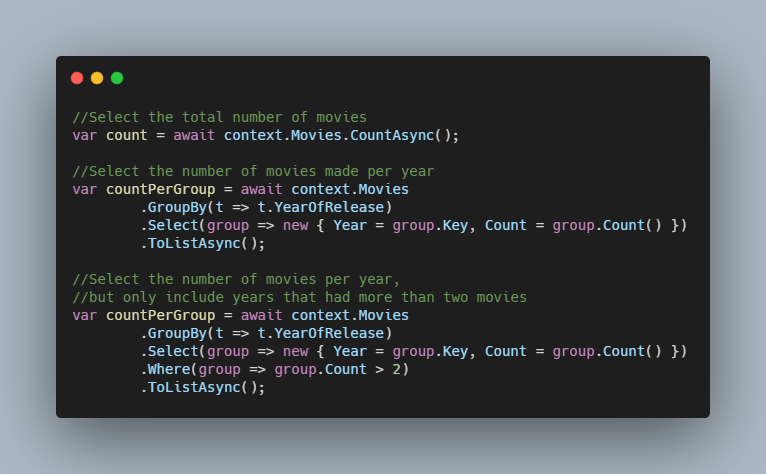 //Select the total number of movies
var count = await context.Movies.CountAsync();

//Select the number of movies made per year
var countPerGroup = await context.Movies
        .GroupBy(t => t.YearOfRelease)
        .Select(group => new { Year = group.Key, Count = group.Count() })
        .ToListAsync();

//Select the number of movies per year,
//but only include years that had more than two movies
var countPerGroup = await context.Movies
        .GroupBy(t => t.YearOfRelease)
        .Select(group => new { Year = group.Key, Count = group.Count() })
        .Where(group => group.Count > 2)
        .ToListAsync();